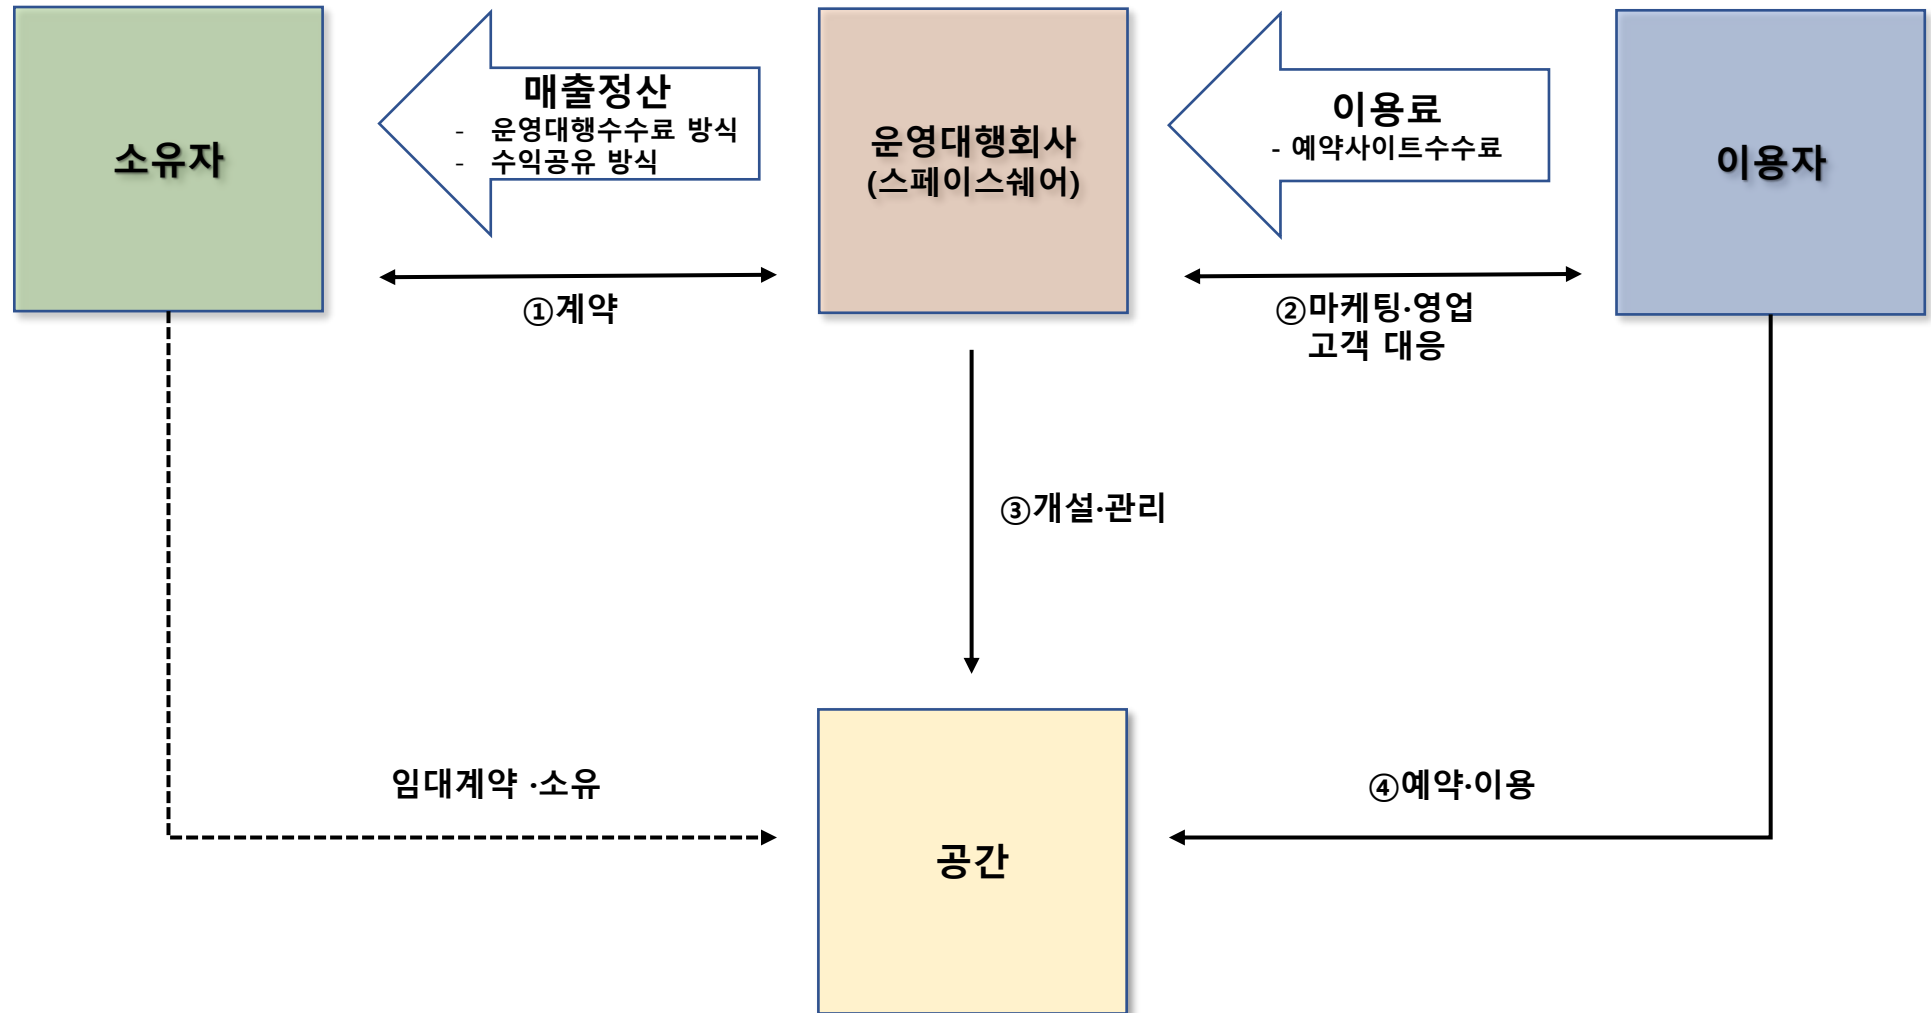 소유자
매출정산
- 운영대행수수료 방식
- 수익공유 방식
운영대행회사
(스페이스쉐어)
이용료
- 예약사이트수수료
이용자
①계약
②마케팅·영업
고객 대응
③개설·관리
임대계약 ·소유
④예약·이용
공간